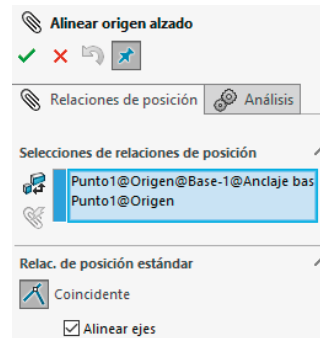 Alinear origen alzado
Relaciones de posición Análisis
Selecciones de relaciones de posición
Punto1@Origen@Base-1@Anclaje bas
Punto1@Origen
Relac. de posición estándar
Coincidente
Alinear ejes